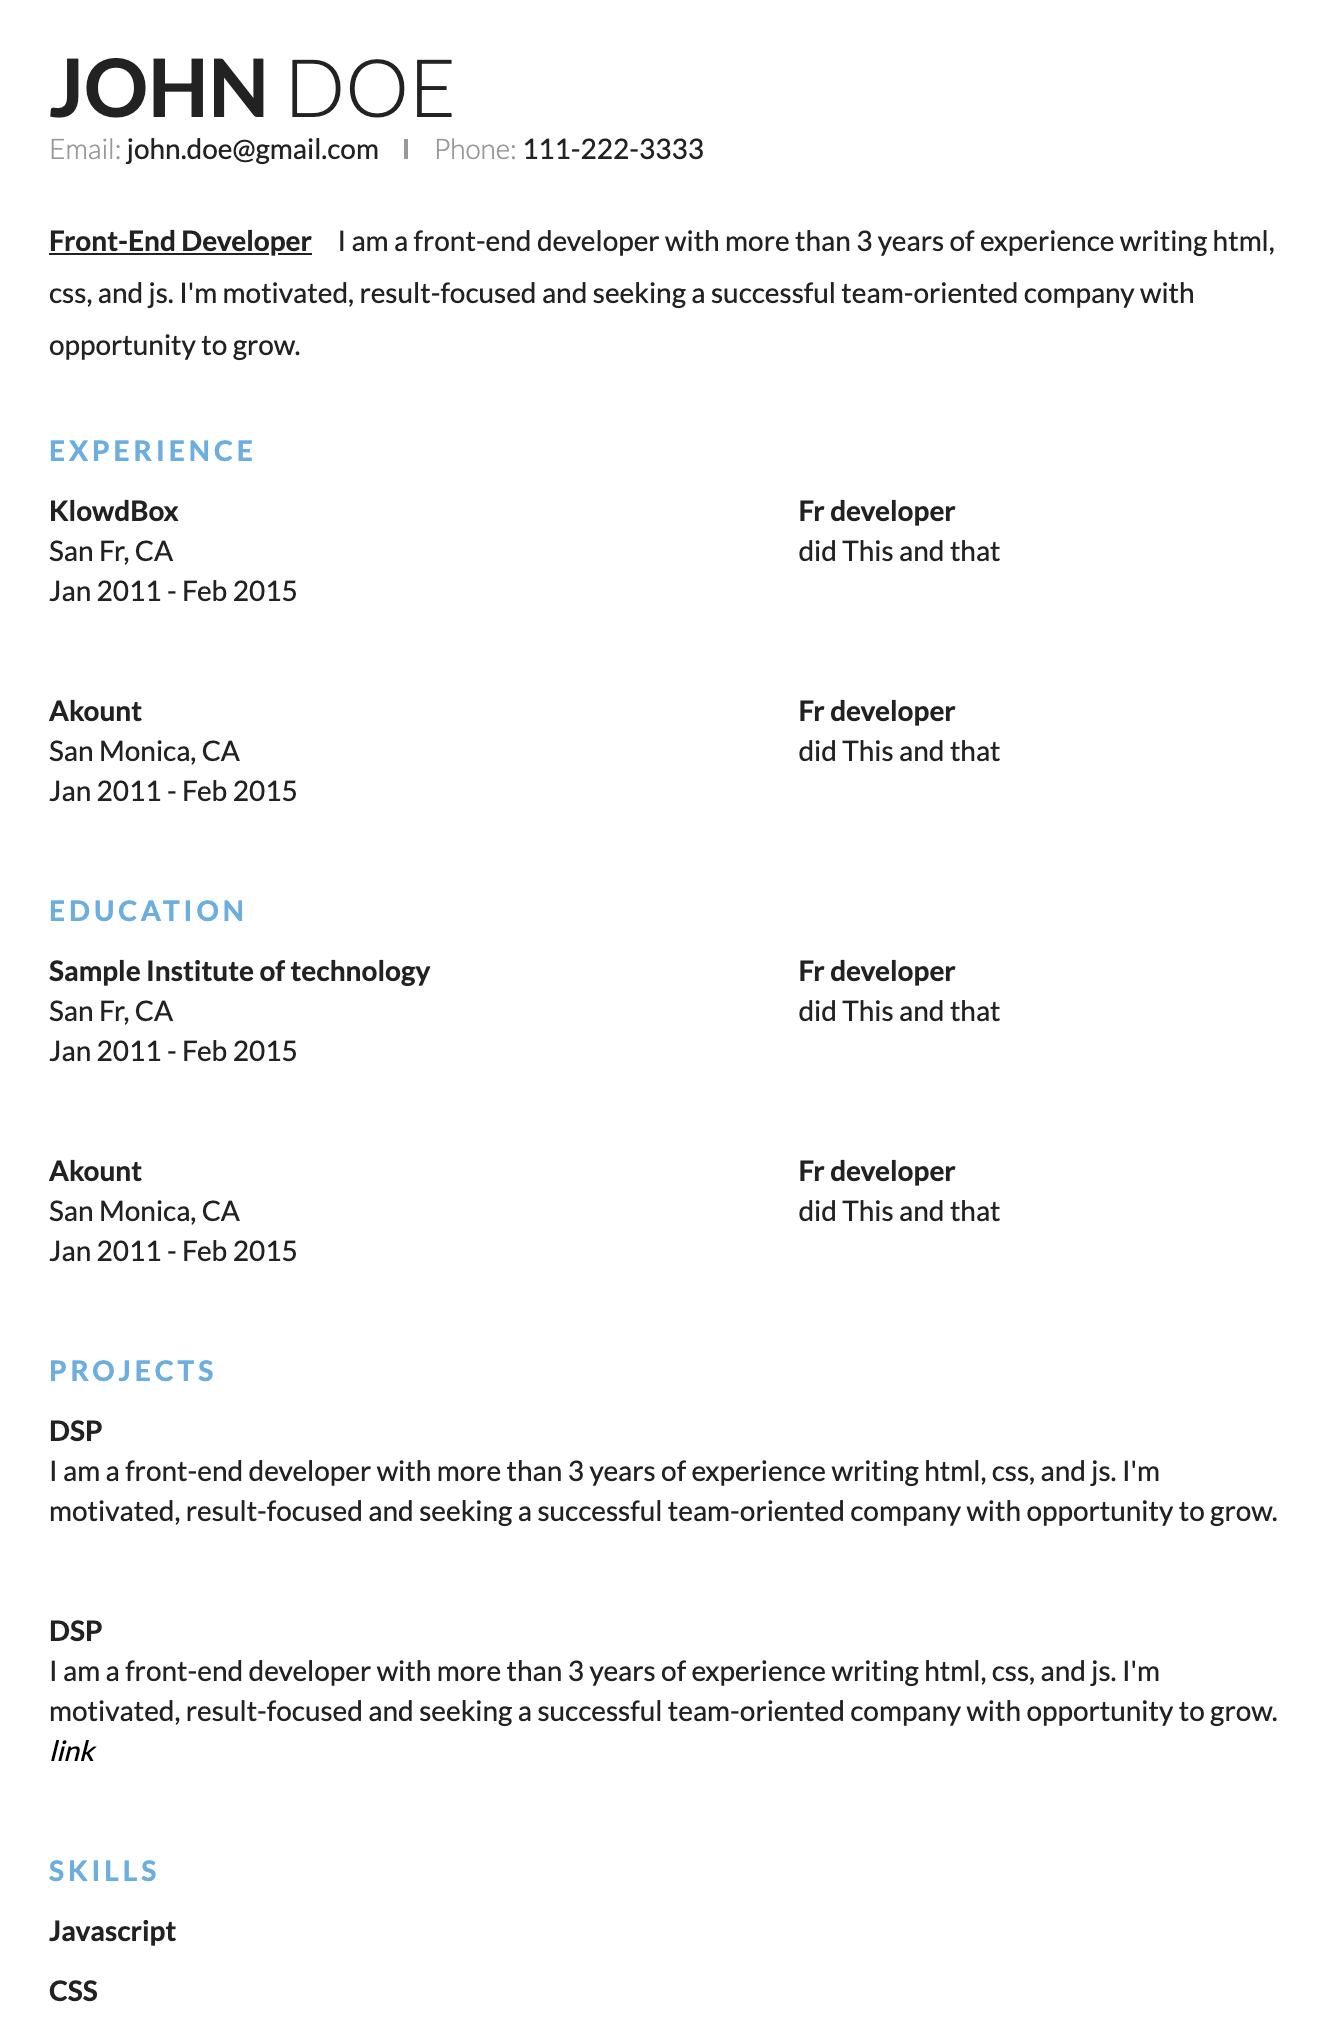 JOHN DOE
Email: john.doe@gmail.com | Phone: 111-222-3333
Front-End Developer I am a front-end developer with more than 3 years of experience writing html,
css, and js. I'm motivated, result-focused and seeking a successful team-oriented company with
opportunity to grow.
EXPERIENCE
KlowdBox
San Fr, CA
Jan 2011 - Feb 2015
Fr developer
did This and that
Akount
San Monica, CA
Jan 2011 - Feb 2015
Fr developer
did This and that
EDUCATION
Sample Institute of technology
San Fr, CA
Jan 2011 - Feb 2015
Fr developer
did This and that
Akount
San Monica, CA
Jan 2011 - Feb 2015
Fr developer
did This and that
PROJECTS
DSP
I am a front-end developer with more than 3 years of experience writing html, css, and js. I'm
motivated, result-focused and seeking a successful team-oriented company with opportunity to grow.
DSP
I am a front-end developer with more than 3 years of experience writing html, css, and js. I'm
motivated, result-focused and seeking a successful team-oriented company with opportunity to grow.
link
SKILLS
Javascript
CSS